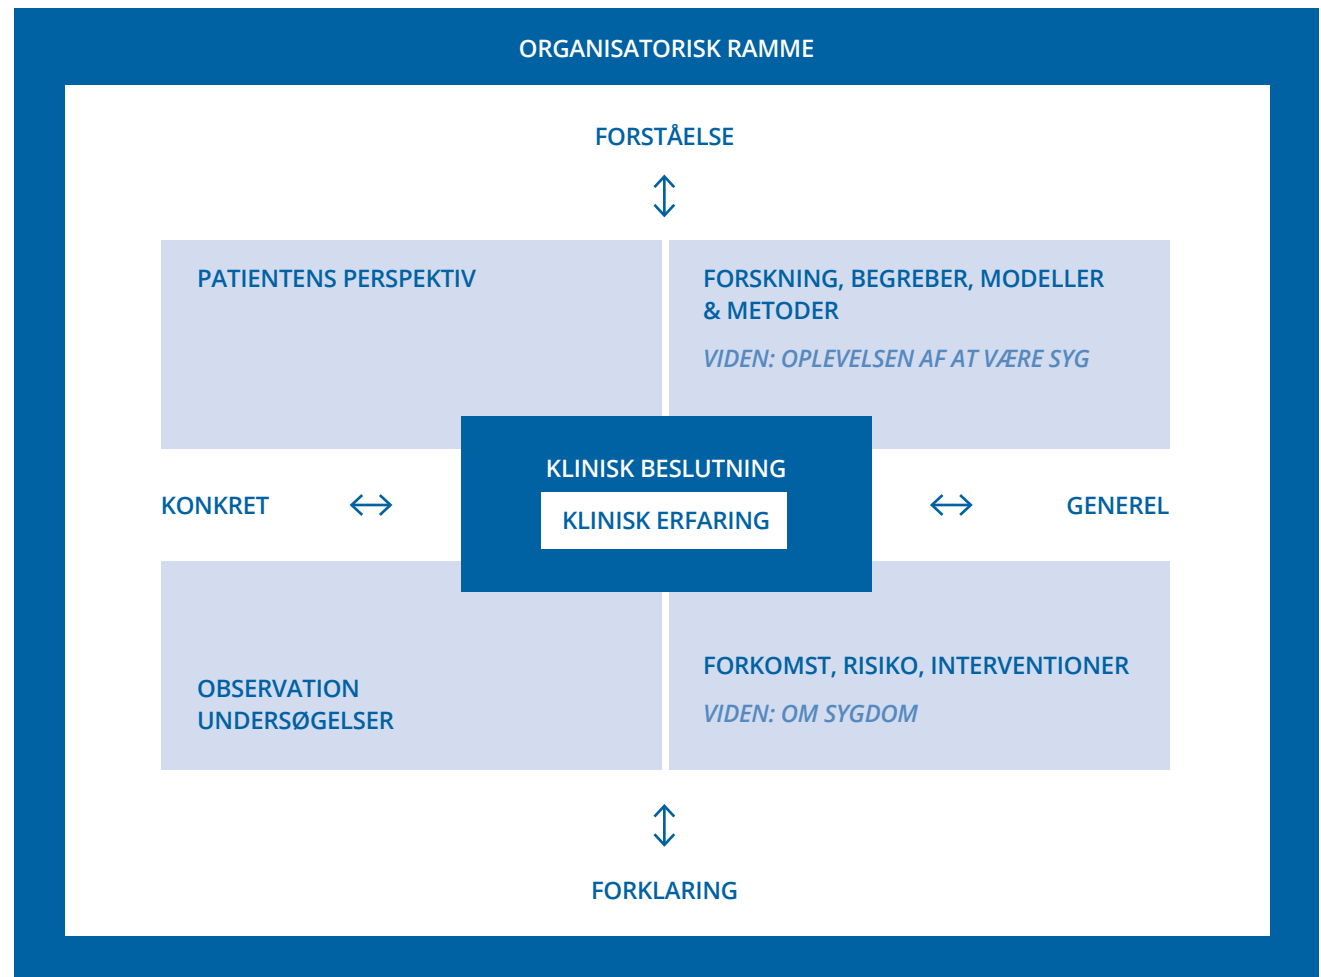 ORGANISATORISK RAMME
FORSTÅELSE
PATIENTENS PERSPEKTIV
FORSKNING, BEGREBER, MODELLER
& METODER
VIDEN: OPLEVELSEN AF AT VÆRE SYG
KLINISK BESLUTNING
KLINISK ERFARING
KONKRET
GENEREL
OBSERVATION
UNDERSØGELSER
FORKOMST, RISIKO, INTERVENTIONER
VIDEN: OM SYGDOM
FORKLARING